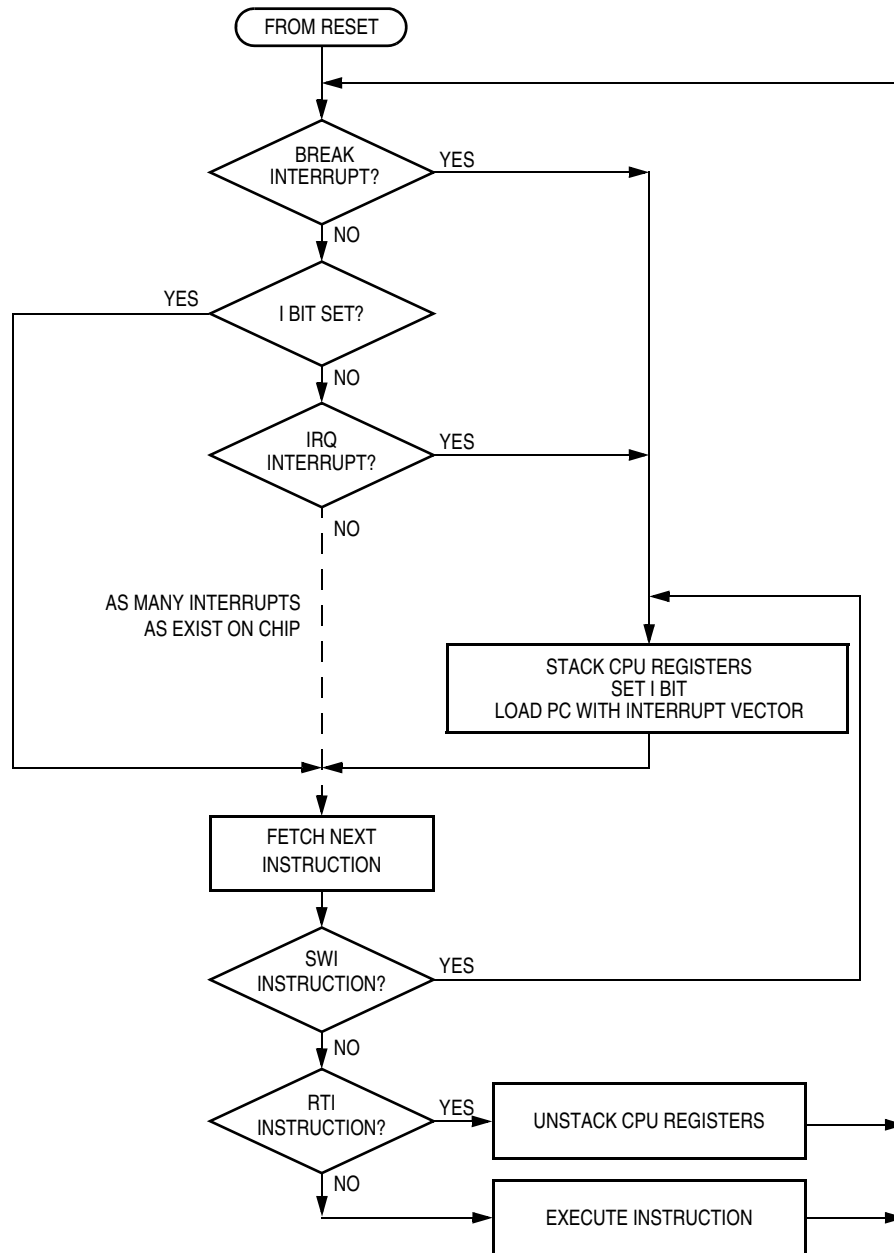 FROM RESET
BREAK
INTERRUPT?
YES
NO
I BIT SET?
YES
NO
IRQ
INTERRUPT?
YES
NO
AS MANY INTERRUPTS
AS EXIST ON CHIP
STACK CPU REGISTERS
SET I BIT
LOAD PC WITH INTERRUPT VECTOR
FETCH NEXT
INSTRUCTION
SWI
INSTRUCTION?
YES
NO
RTI
INSTRUCTION?
YES
UNSTACK CPU REGISTERS
NO
EXECUTE INSTRUCTION